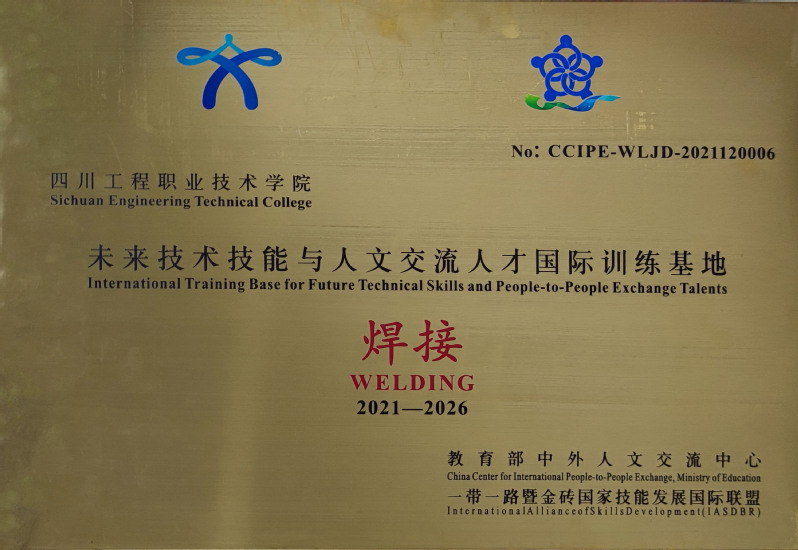 No: CCIPE-WLJD-2021120006
四川工程职业技术学院
Sichuan Engineering Technical College
未来技术技能与人文交流人才国际训练基地
International Training Base for Future Technical Skills and People-to-People Exchange Talents
焊接
WELDING
2021—2026
教育部中外人文交流中心
China Center for International People-to-People Exchange, Ministry of Education
一带一路暨金砖国家技能发展国际联盟
InternationalAllianceofSkillsDevelopment(IASDBR)